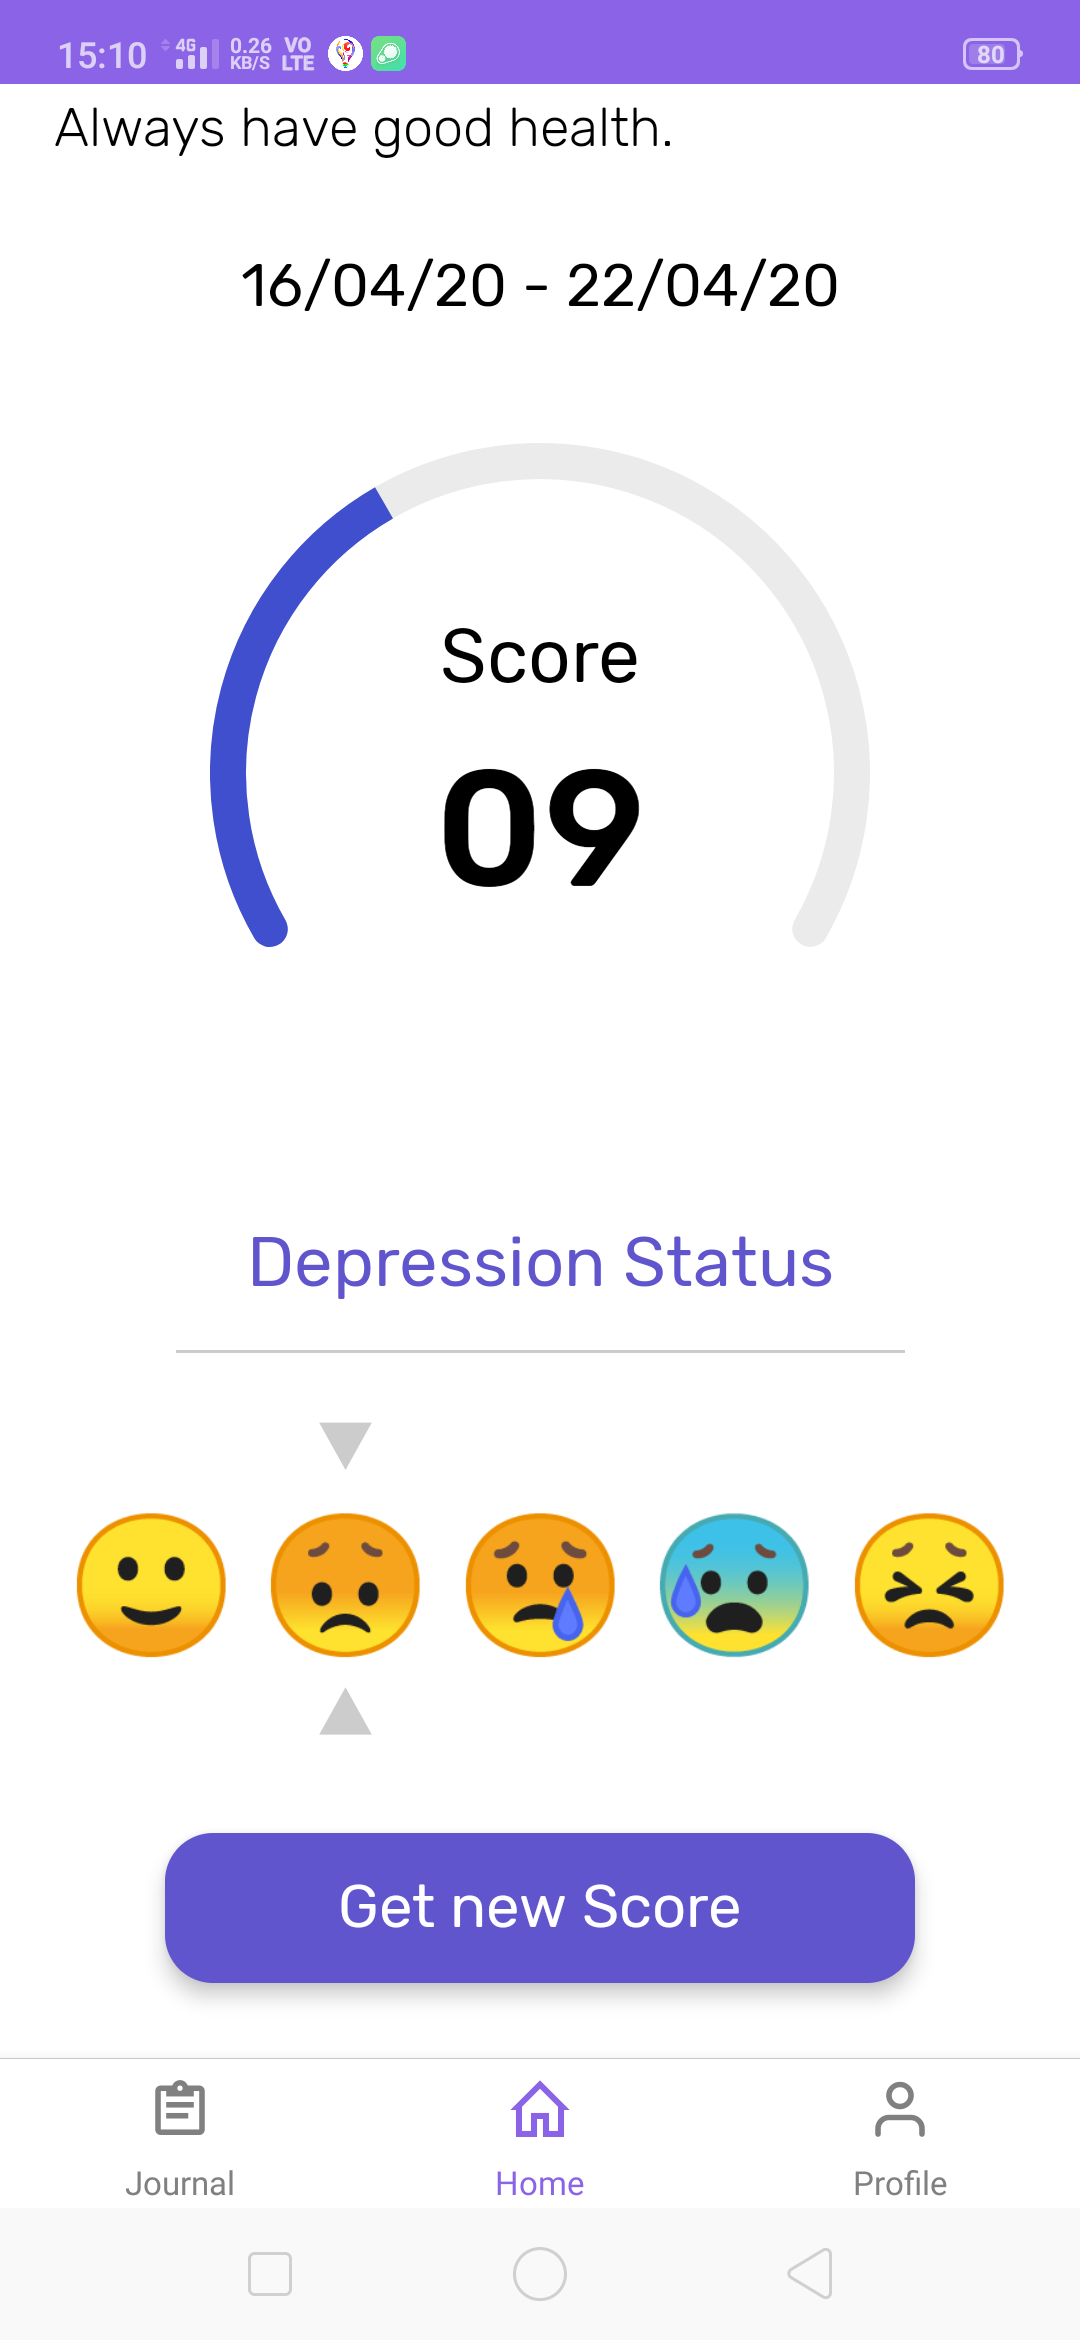 15:10 4G 0.26 KB/S VO LTE 80
Always have good health.
16/04/20 - 22/04/20
Score
09
Depression Status
Get new Score
Journal Home Profile